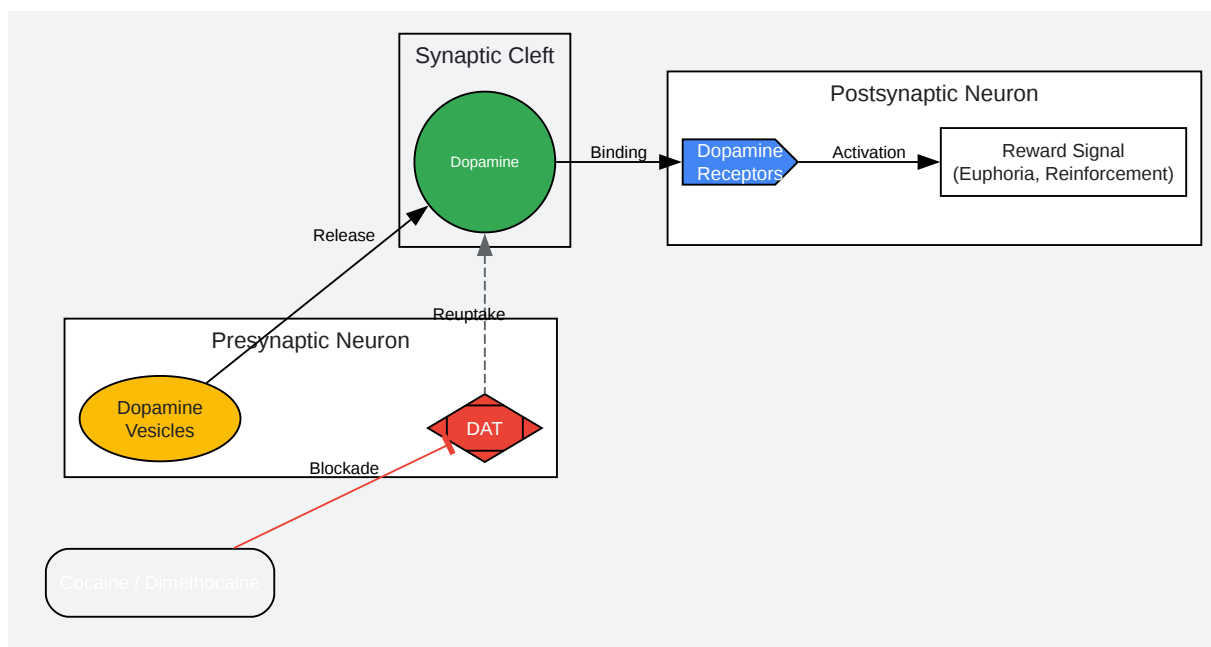 Synaptic Cleft
Dopamine
Postsynaptic Neuron
Binding
Dopamine
Receptors
Activation
Reward Signal
(Euphoria, Reinforcement)
Release
Reuptake
Presynaptic Neuron
Dopamine
Vesicles
DAT
Blockade
Cocaine / Dimethocaine